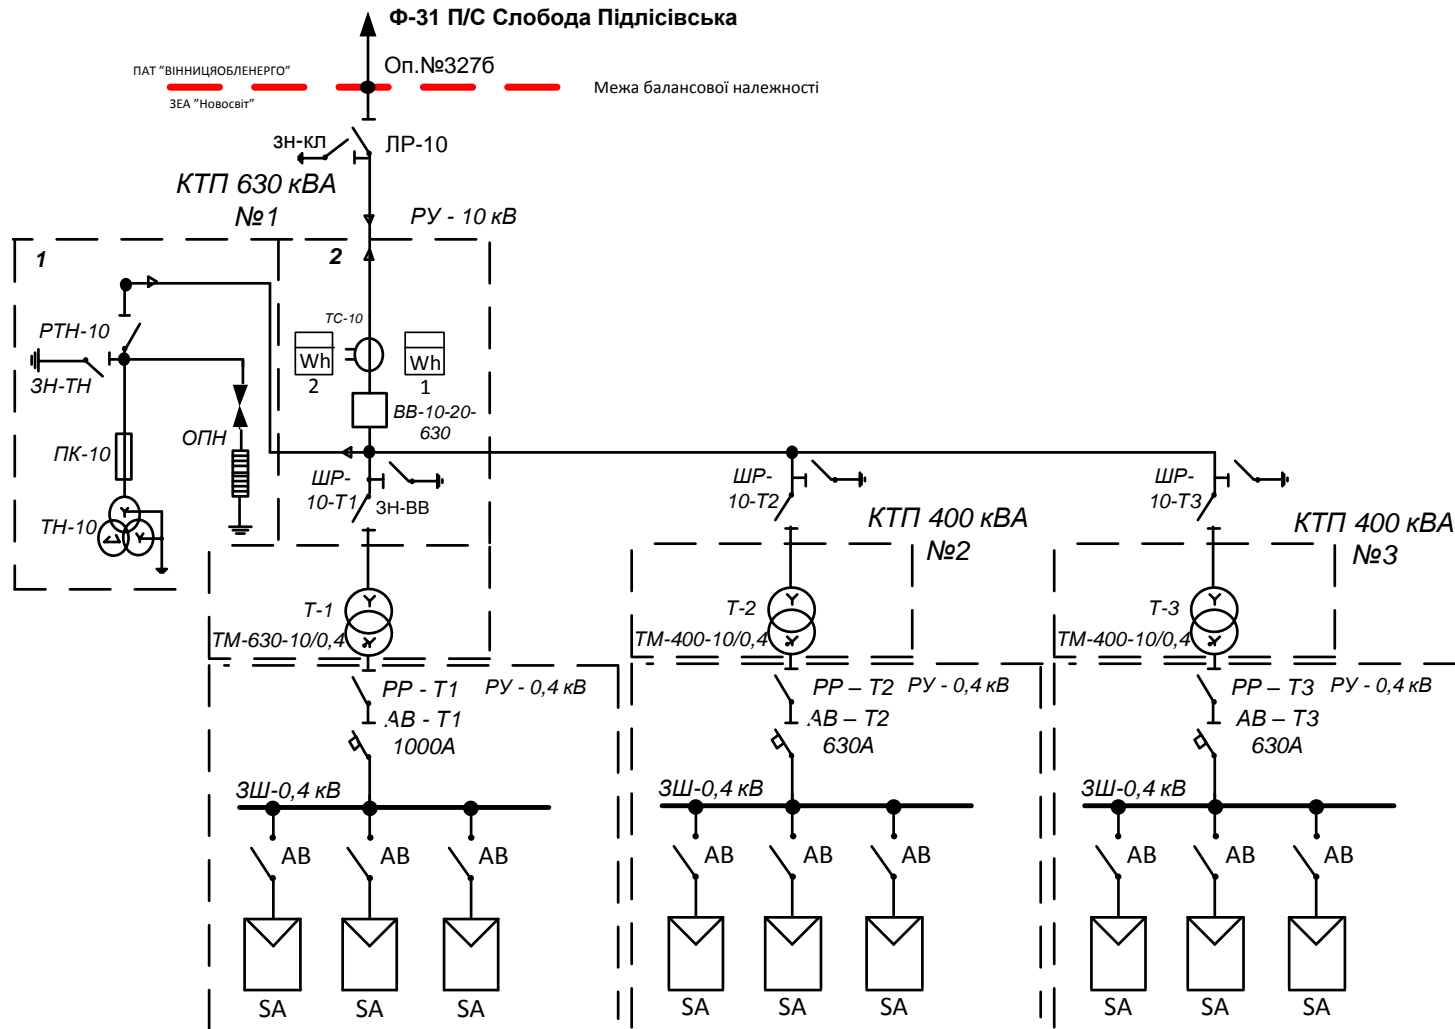 Ф-31 П/С Слобода Підлісівська
ПАТ "ВІННИЦЯОБЛЕНЕРГО"
Оп.№327б
Межа балансової належності
ЗЕА "Новосвіт"
зн-кл
ЛР-10
КТП 630 кВА
№1
РУ - 10 кВ
1
2
ТС-10
РТН-10
Wh
2
Wh
1
ЗН-ТН
ВВ-10-20-
630
ОПН
ПК-10
ТН-10
ШР-
10-Т1
ЗН-ВВ
ШР-
10-Т2
ШР-
10-Т3
КТП 400 кВА
№2
КТП 400 кВА
№3
Т-1
ТМ-630-10/0,4
Т-2
ТМ-400-10/0,4
Т-3
ТМ-400-10/0,4
РР - Т1
РУ - 0,4 кВ
АВ - Т1
1000А
РР – Т2
РУ - 0,4 кВ
АВ – Т2
630А
РР – Т3
РУ - 0,4 кВ
АВ – Т3
630А
ЗШ-0,4 кВ
ЗШ-0,4 кВ
ЗШ-0,4 кВ
АВ
АВ
АВ
АВ
АВ
АВ
АВ
АВ
АВ
SA
SA
SA
SA
SA
SA
SA
SA
SA